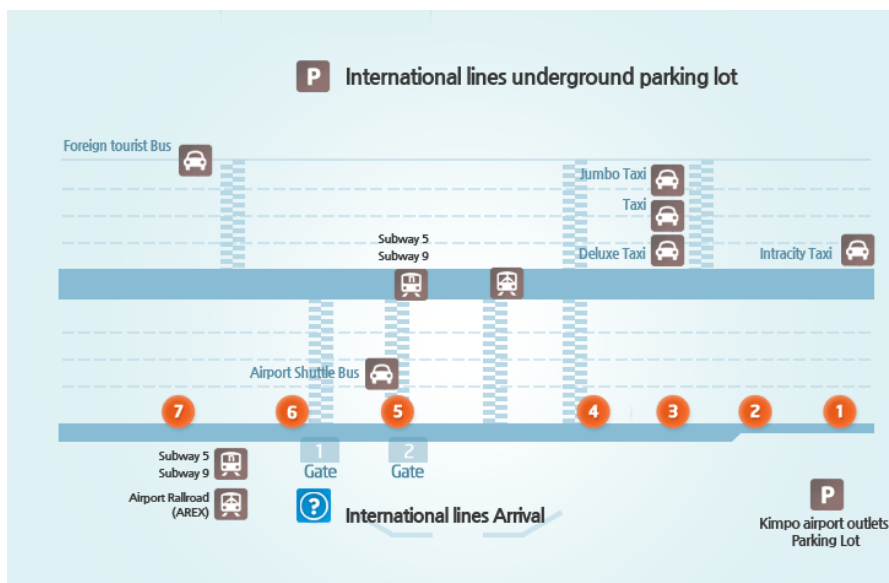 P International lines underground parking lot
Foreign tourist Bus
Jumbo Taxi
Taxi
Subway 5
Subway 9
Deluxe Taxi
Intracity Taxi
Airport Shuttle Bus
7 6 5 4 3 2 1
1 2
Gate Gate
Subway 5
Subway 9
Airport Railroad
(AREX)
? International lines Arrival
P
Kimpo airport outlets
Parking Lot